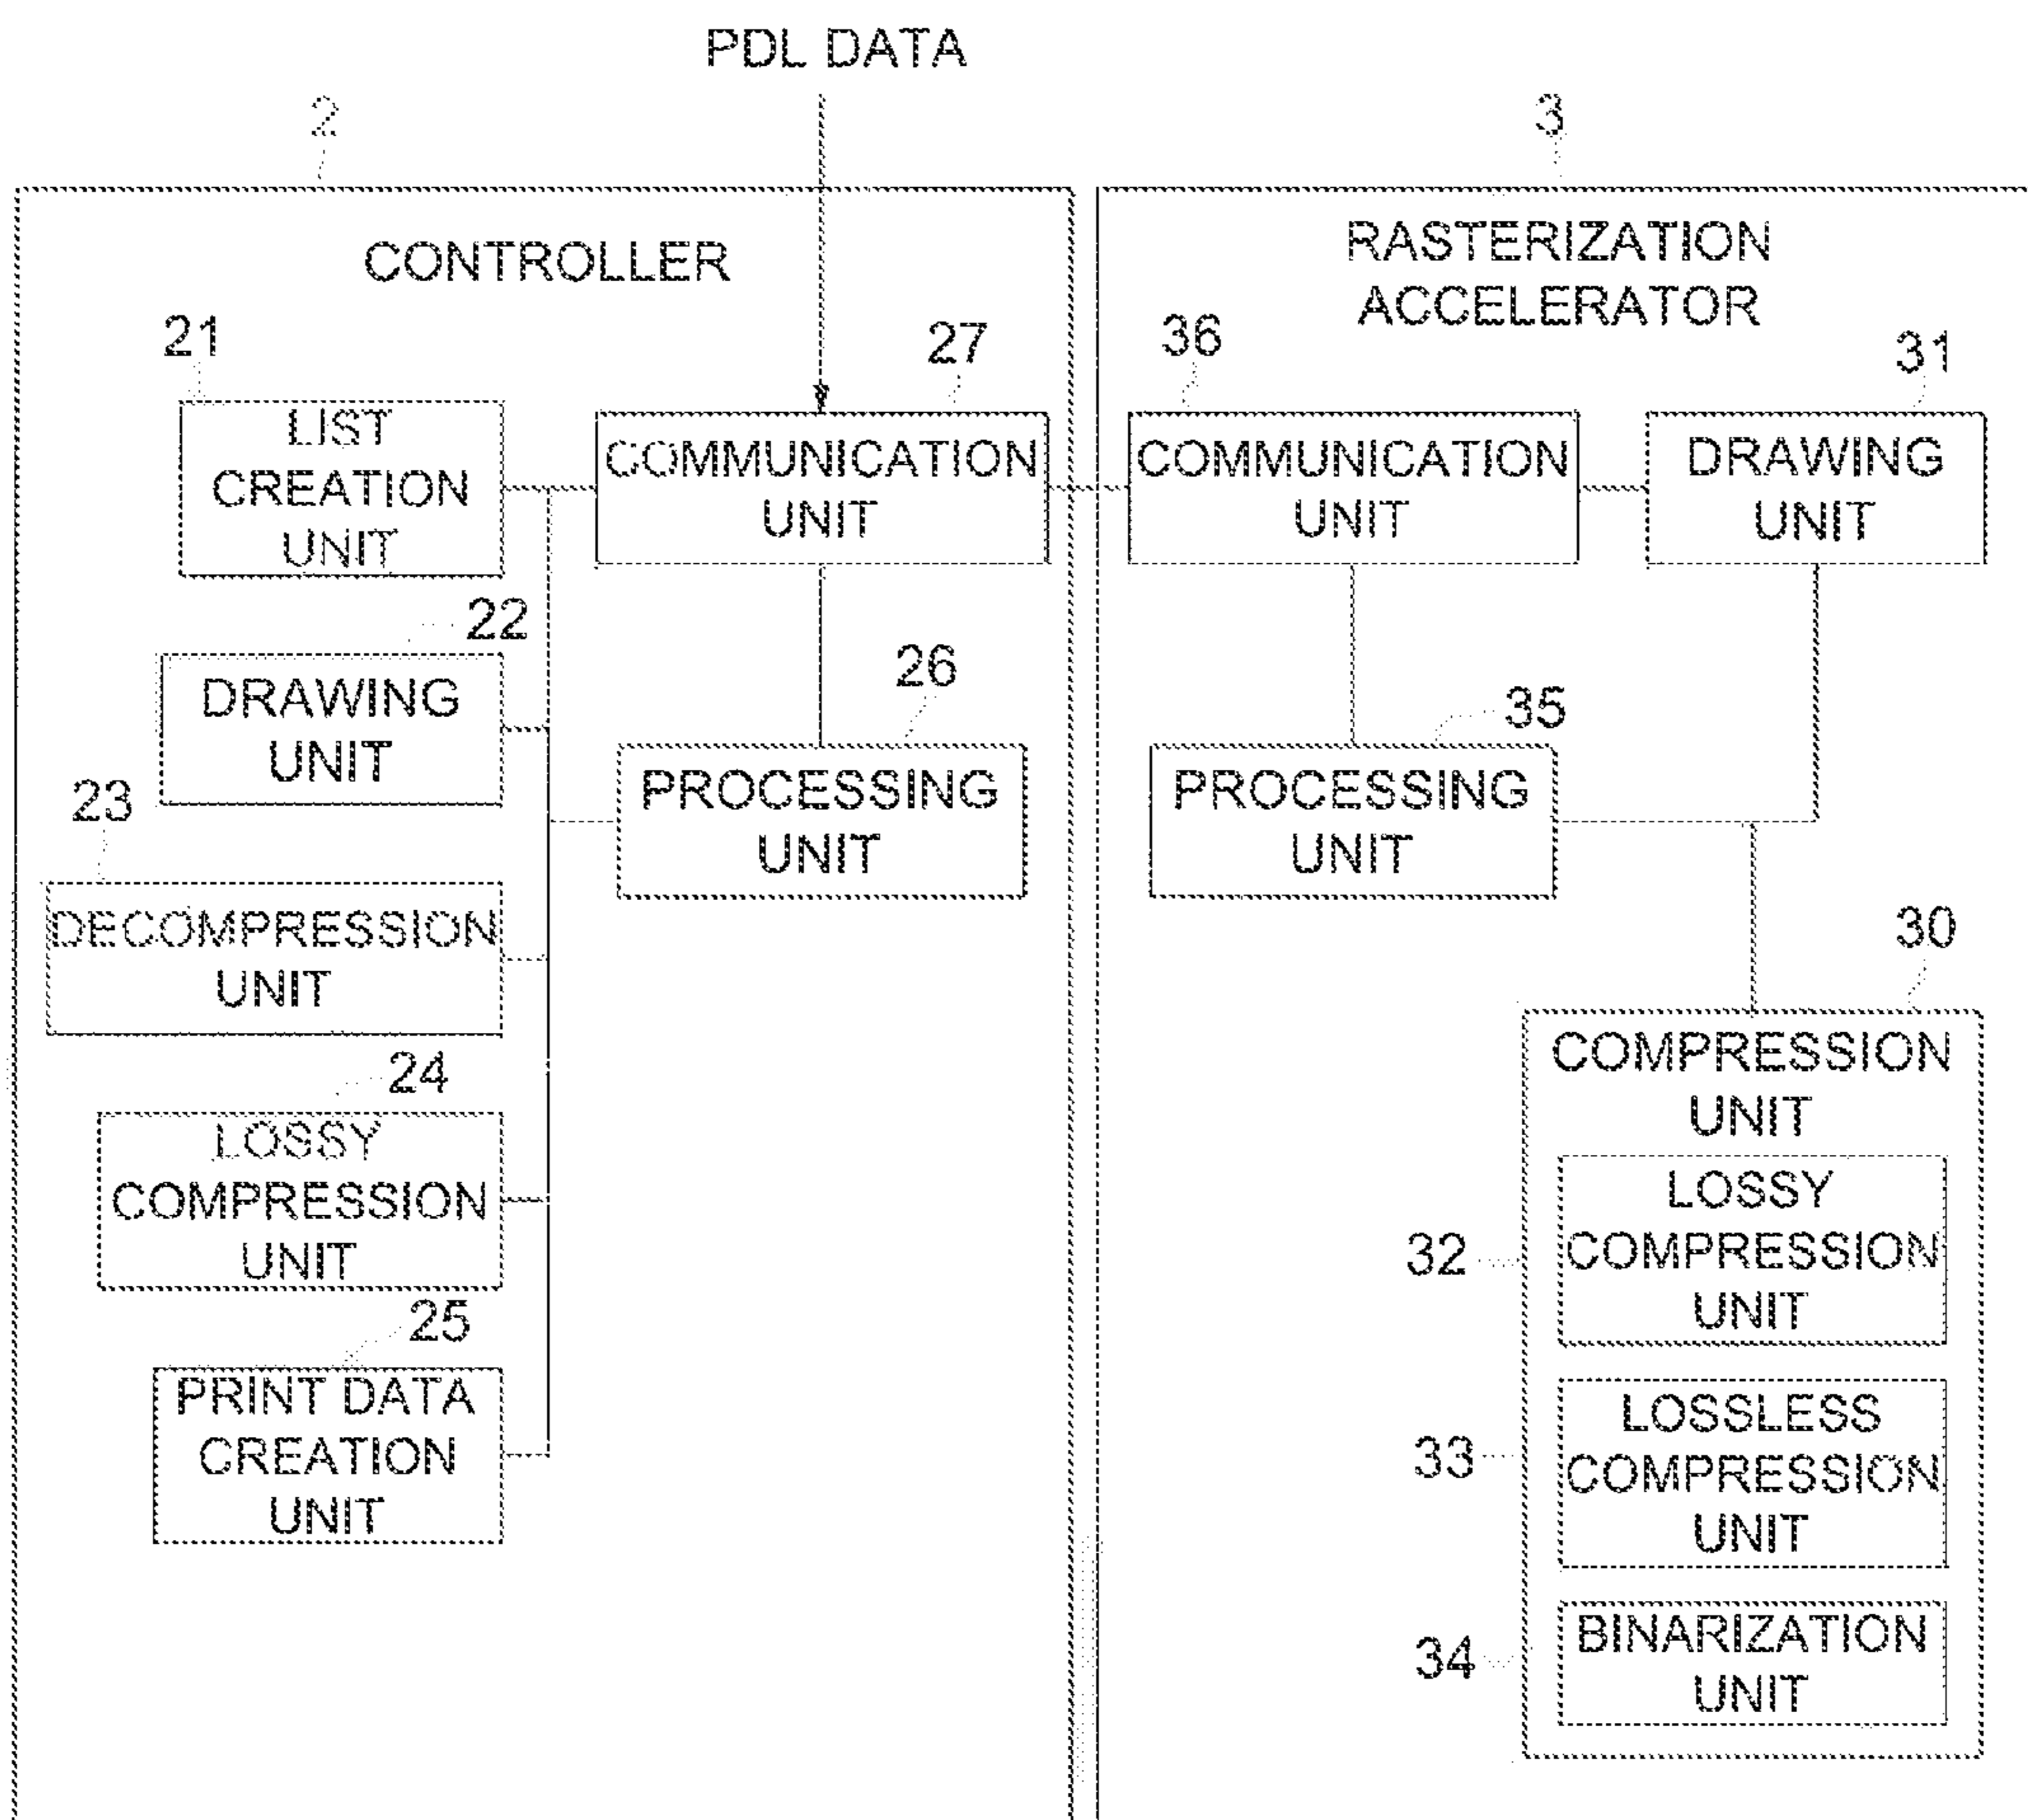 PDL DATA
2
3
CONTROLLER
RASTERIZATION
ACCELERATOR
21
LIST
CREATION
UNIT
27
COMMUNICATION
UNIT
36
COMMUNICATION
UNIT
31
DRAWING
UNIT
22
DRAWING
UNIT
26
PROCESSING
UNIT
35
PROCESSING
UNIT
23
DECOMPRESSION
UNIT
30
COMPRESSION
UNIT
24
LOSSY
COMPRESSION
UNIT
32
LOSSY
COMPRESSION
UNIT
25
PRINT DATA
CREATION
UNIT
33
LOSSLESS
COMPRESSION
UNIT
34
BINARIZATION
UNIT